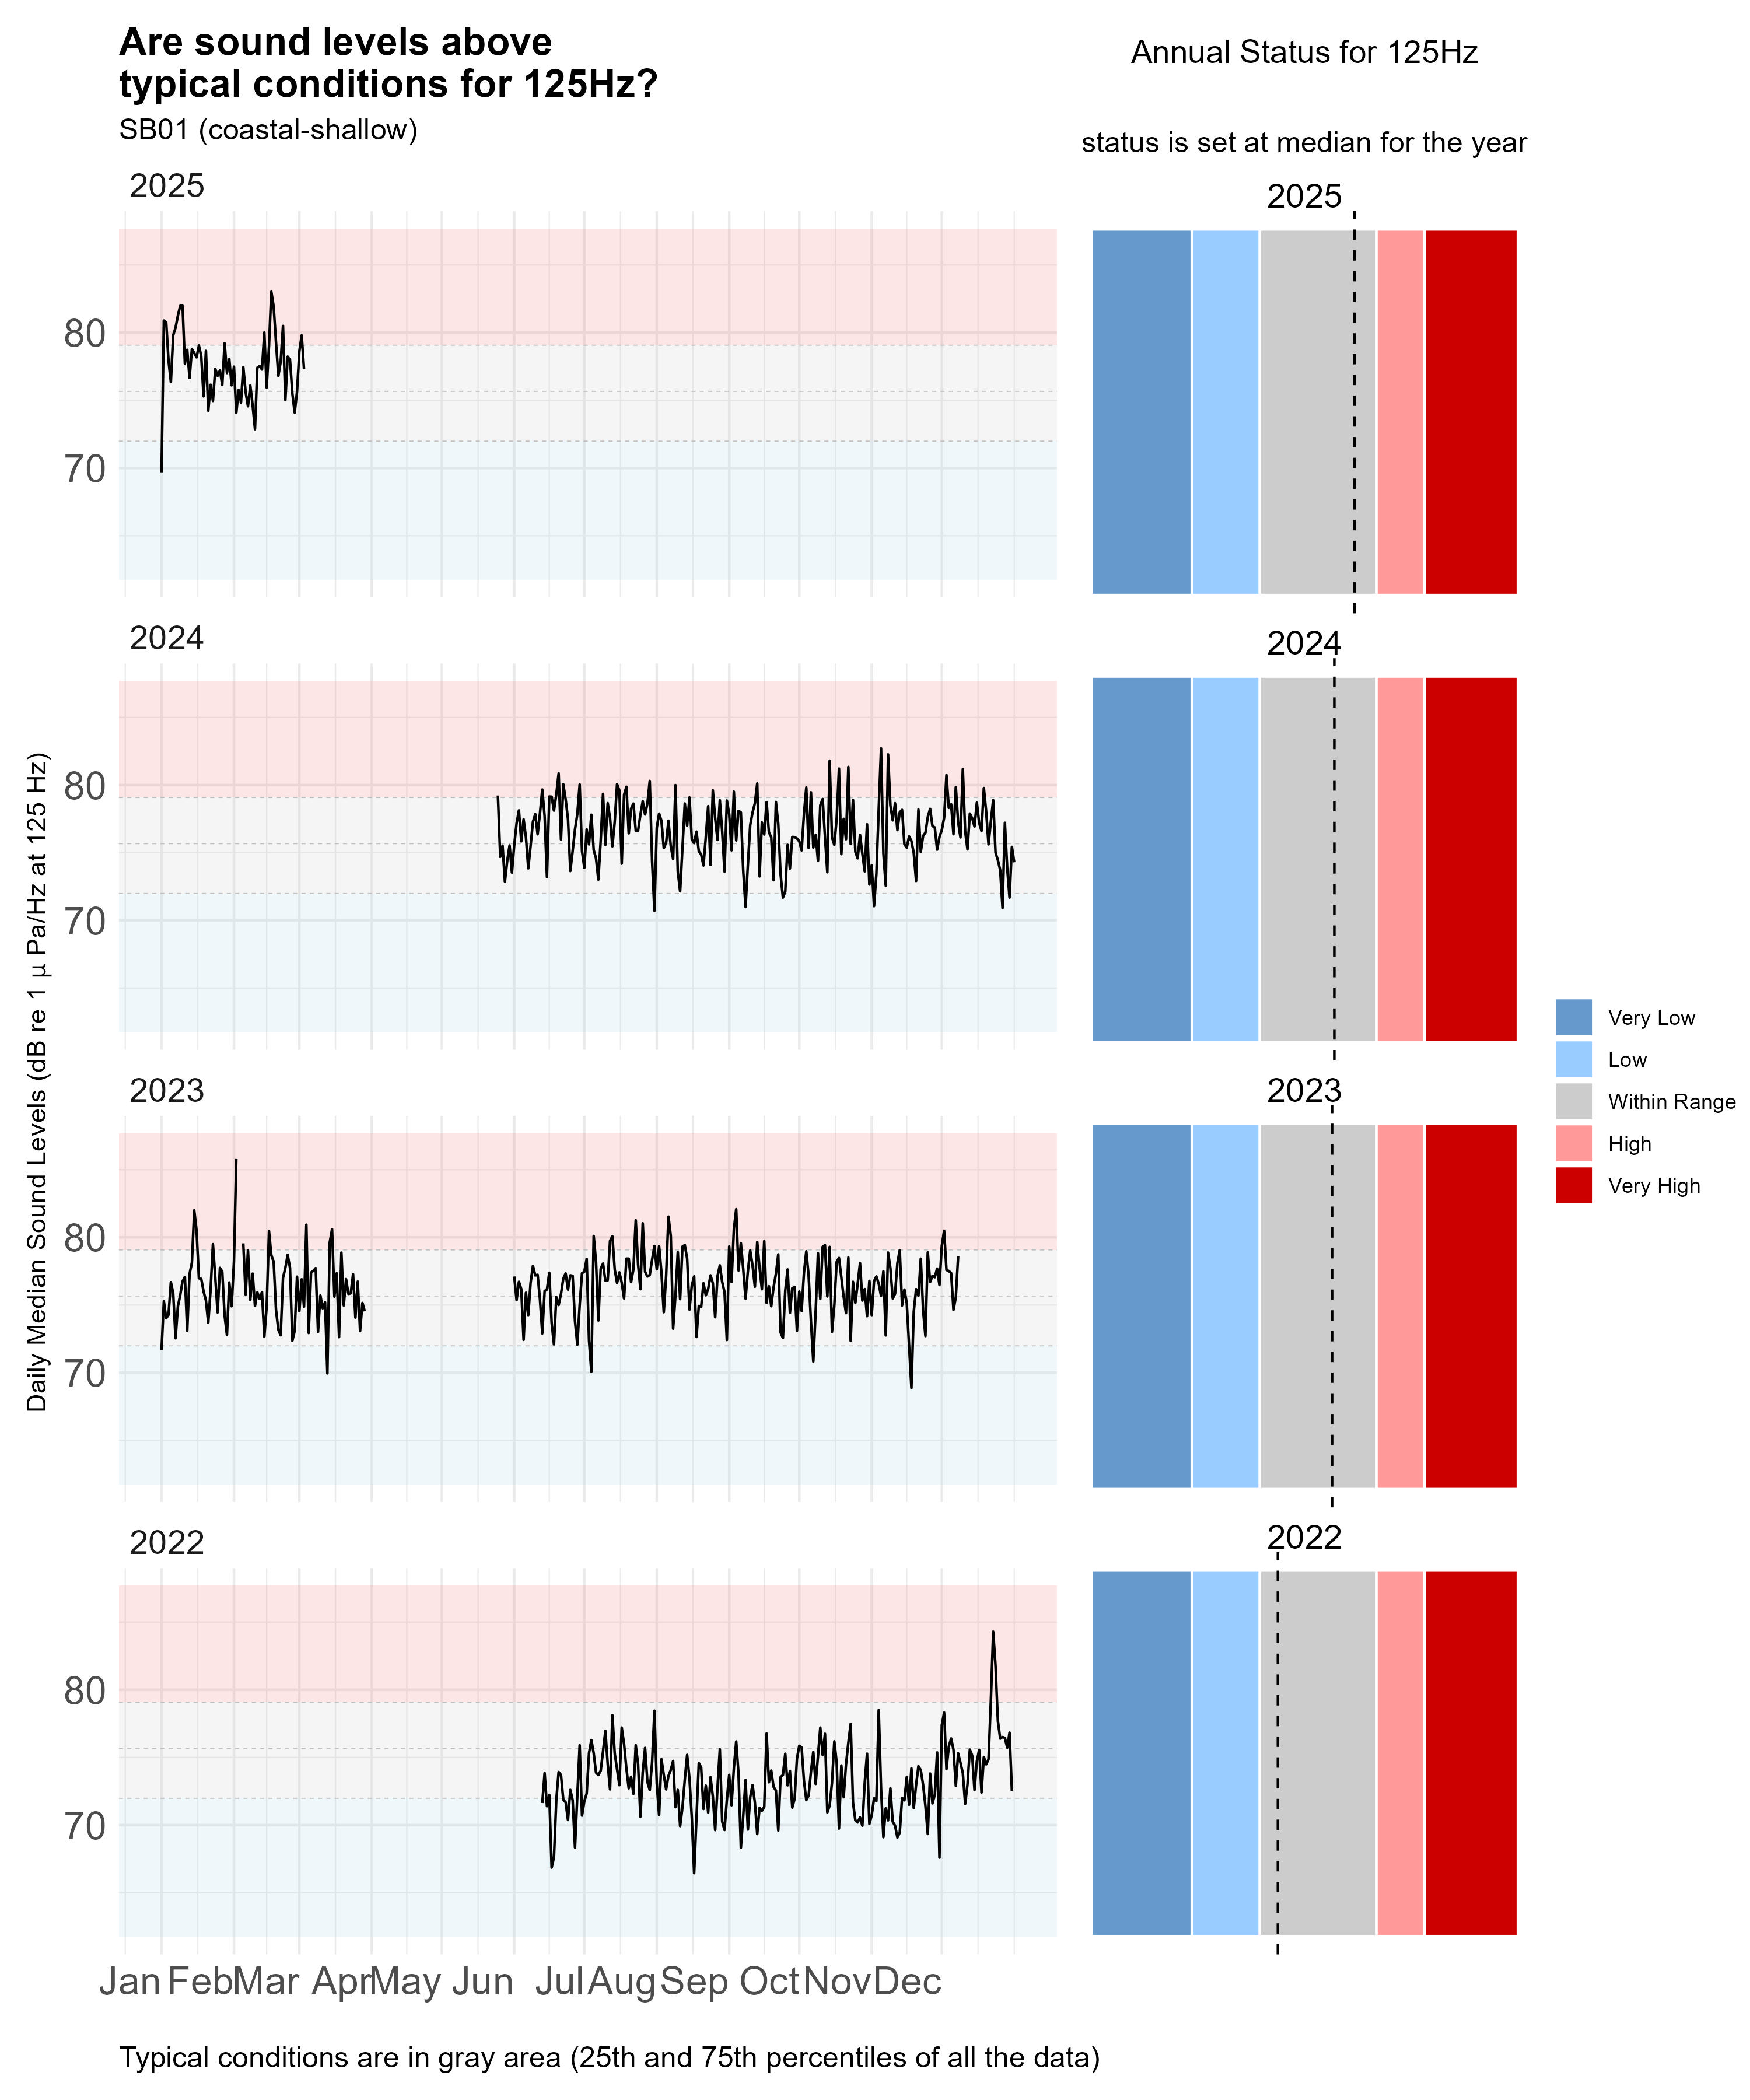 Are sound levels above
typical conditions for 125Hz?
SB01 (coastal-shallow)
Annual Status for 125Hz
status is set at median for the year
2025
80
70
2025
2024
80
70
2024
2023
80
70
2023
2022
80
70
2022
Daily Median Sound Levels (dB re 1 µ Pa/Hz at 125 Hz)
Very Low
Low
Within Range
High
Very High
Jan Feb Mar Apr May Jun Jul Aug Sep Oct Nov Dec
Typical conditions are in gray area (25th and 75th percentiles of all the data)